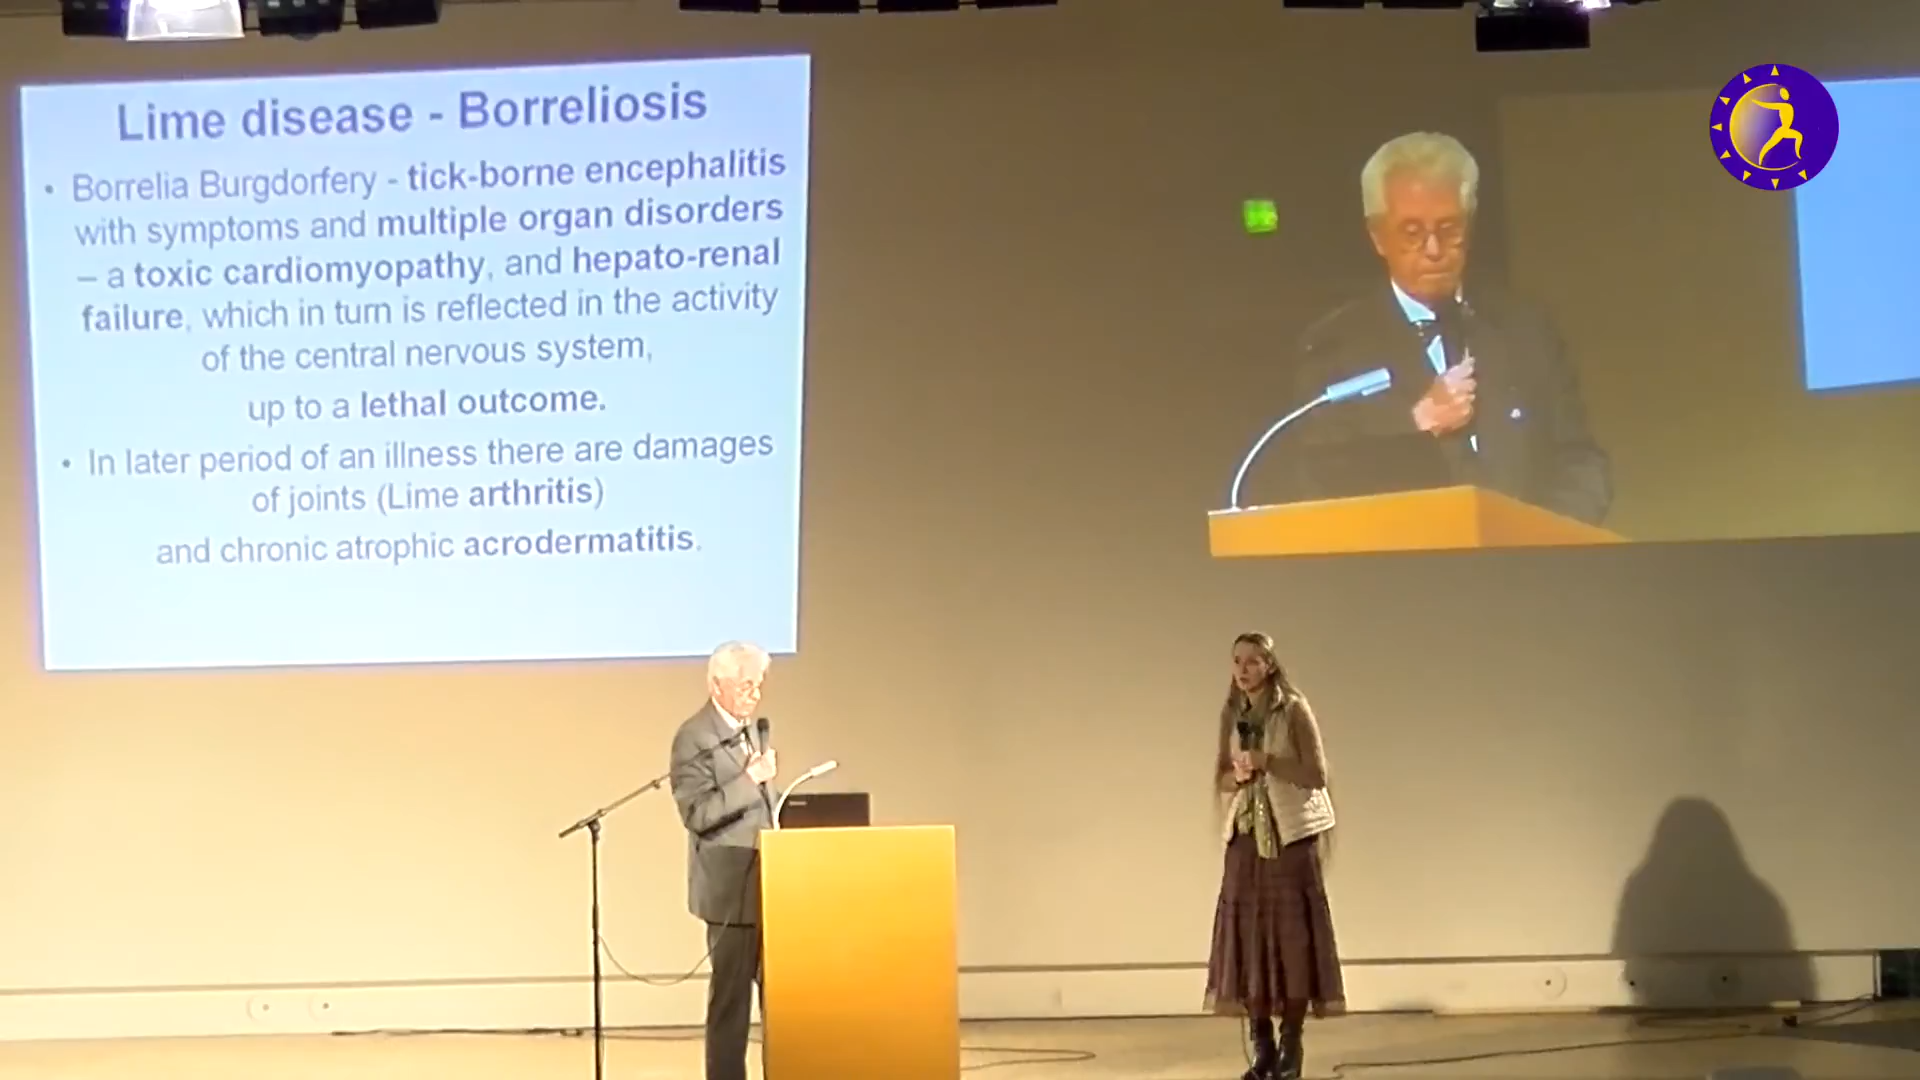 Lime disease - Borreliosis
• Borrelia Burgdorfery - tick-borne encephalitis
with symptoms and multiple organ disorders
– a toxic cardiomyopathy, and hepato-renal
failure, which in turn is reflected in the activity
of the central nervous system,
up to a lethal outcome.
• In later period of an illness there are damages
of joints (Lime arthritis)
and chronic atrophic acrodermatitis.